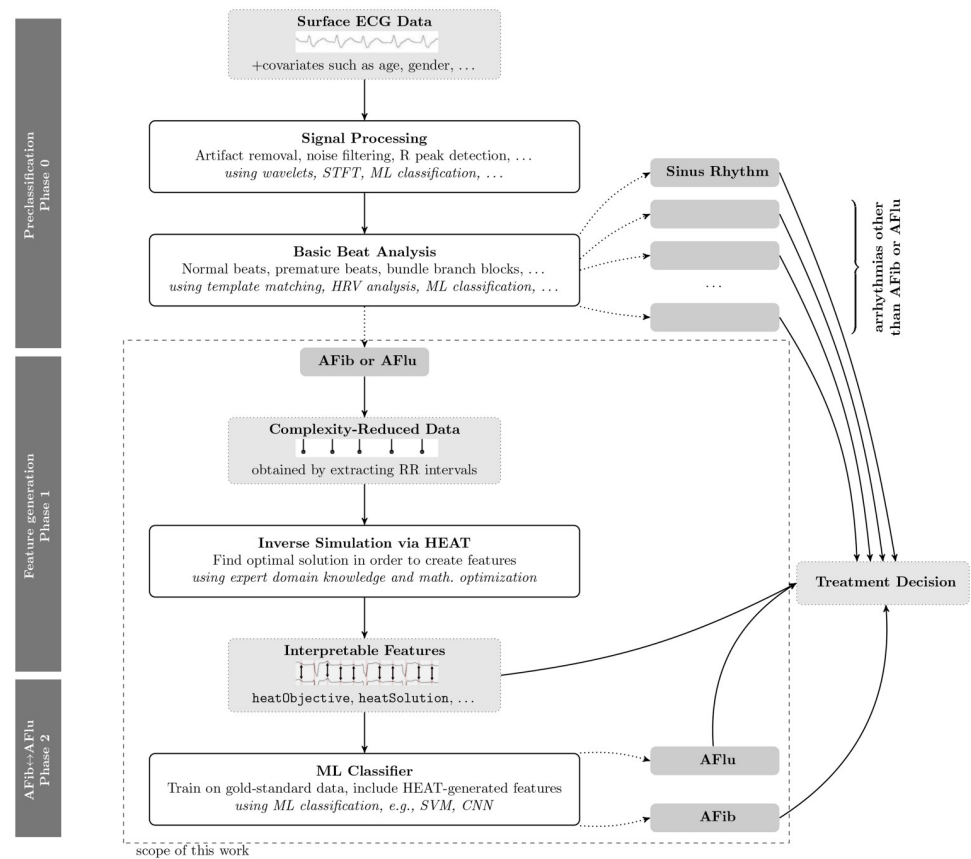 Surface ECG Data
+covariates such as age, gender, . . .
Signal Processing
Artifact removal, noise filtering, R peak detection, . . .
using wavelets, STFT, ML classification, . . .
Basic Beat Analysis
Normal beats, premature beats, bundle branch blocks, . . .
using template matching, HRV analysis, ML classification, . . .
Sinus Rhythm
. . .
arrhythmias other
than AFib or AFlu
AFib or AFlu
Complexity-Reduced Data
obtained by extracting RR intervals
Inverse Simulation via HEAT
Find optimal solution in order to create features
using expert domain knowledge and math. optimization
Treatment Decision
Interpretable Features
heatObjective, heatSolution, . . .
ML Classifier
Train on gold-standard data, include HEAT-generated features
using ML classification, e.g., SVM, CNN
AFlu
AFib
scope of this work
Preclassification
Phase 0
Feature generation
Phase 1
AFib↔AFlu
Phase 2